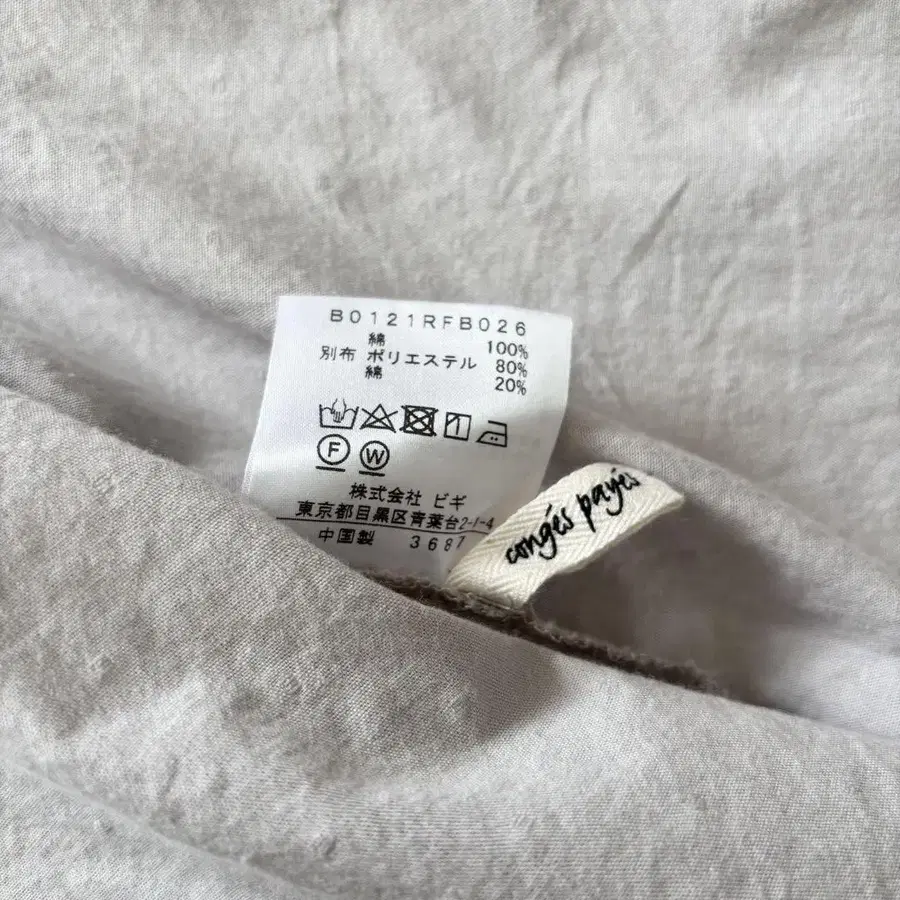 B0121RFB026
綿 100%
別布 ポリエステル 80%
綿 20%
F W
株式会社 ビギ
東京都目黒区青葉台2-1-4
中国製 3687
congés payés